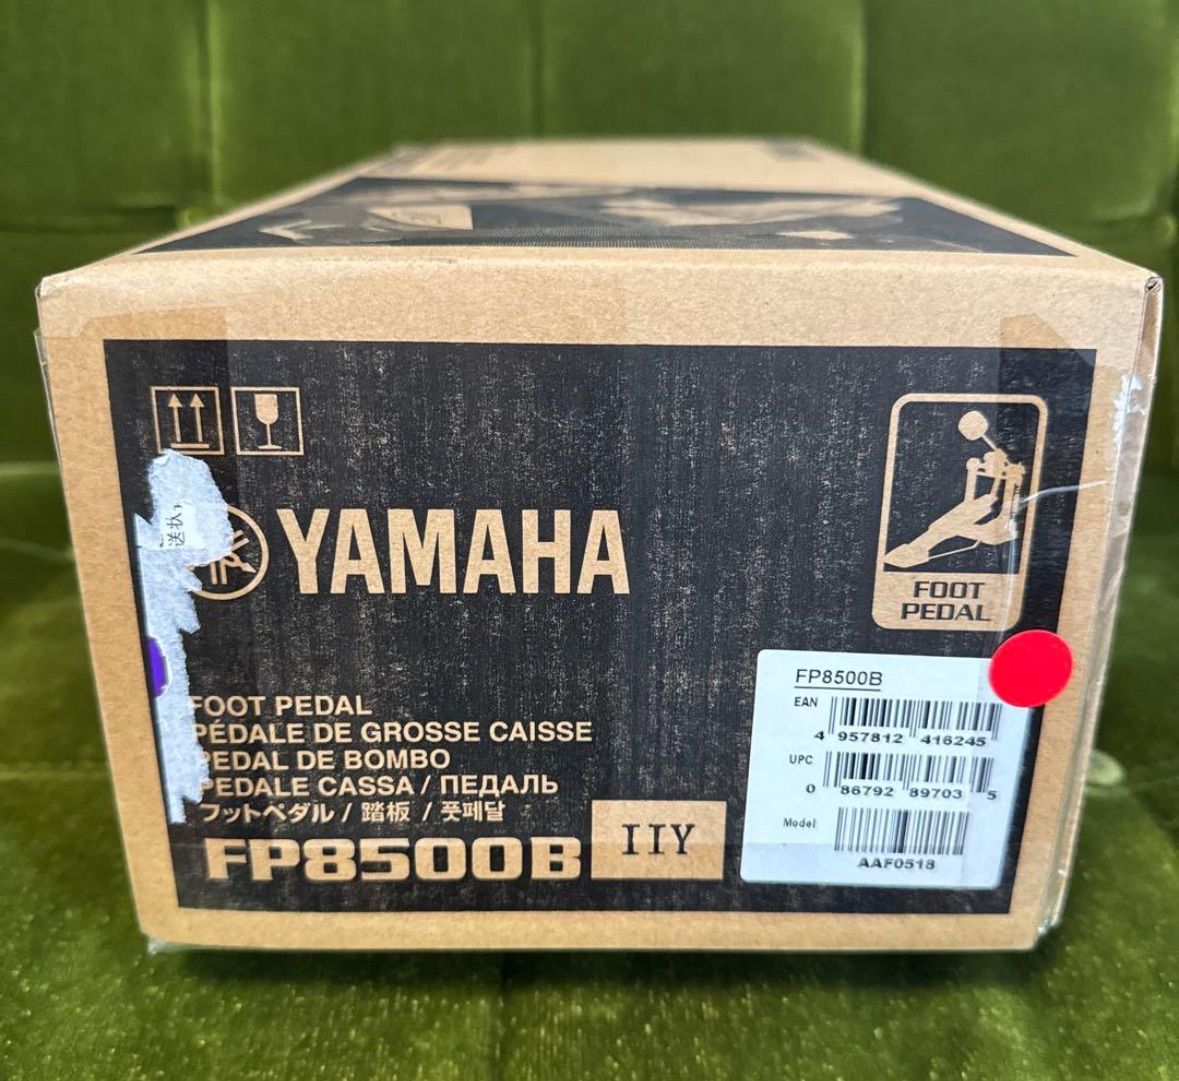 送状
YAMAHA
FOOT
PEDAL
FOOT PEDAL
PÉDALE DE GROSSE CAISSE
PEDAL DE BOMBO
PEDALE CASSA / ПЕДАЛЬ
フットペダル / 踏板 / 풋페달
FP8500B
IIY
FP8500B
EAN
4 957812 416245
UPC
0 86792 89703 5
Model
AAF0518